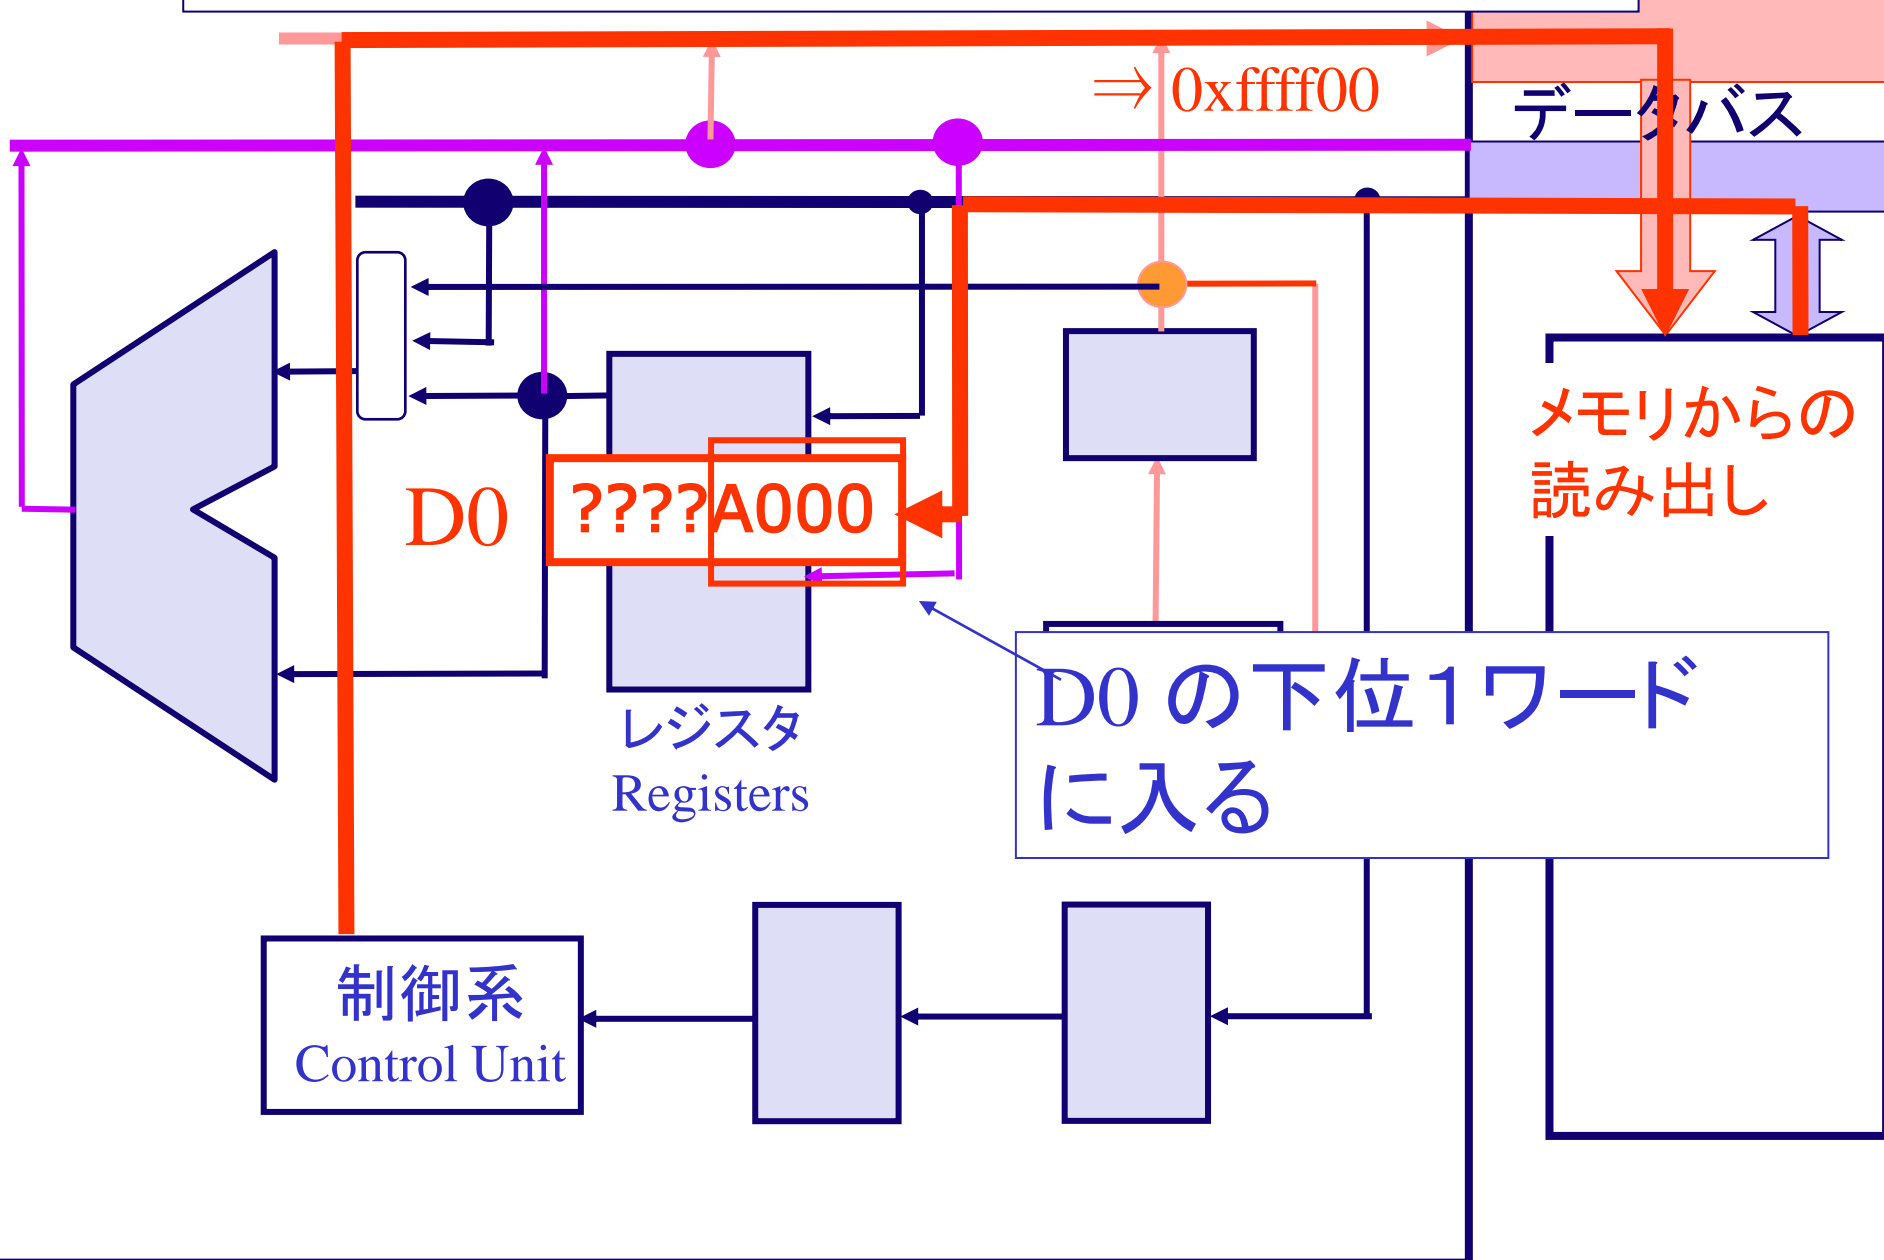 ⇒ 0xffff00
データバス
メモリからの
読み出し
D0
????A000
D0 の下位1ワード
に入る
レジスタ
Registers
制御系
Control Unit